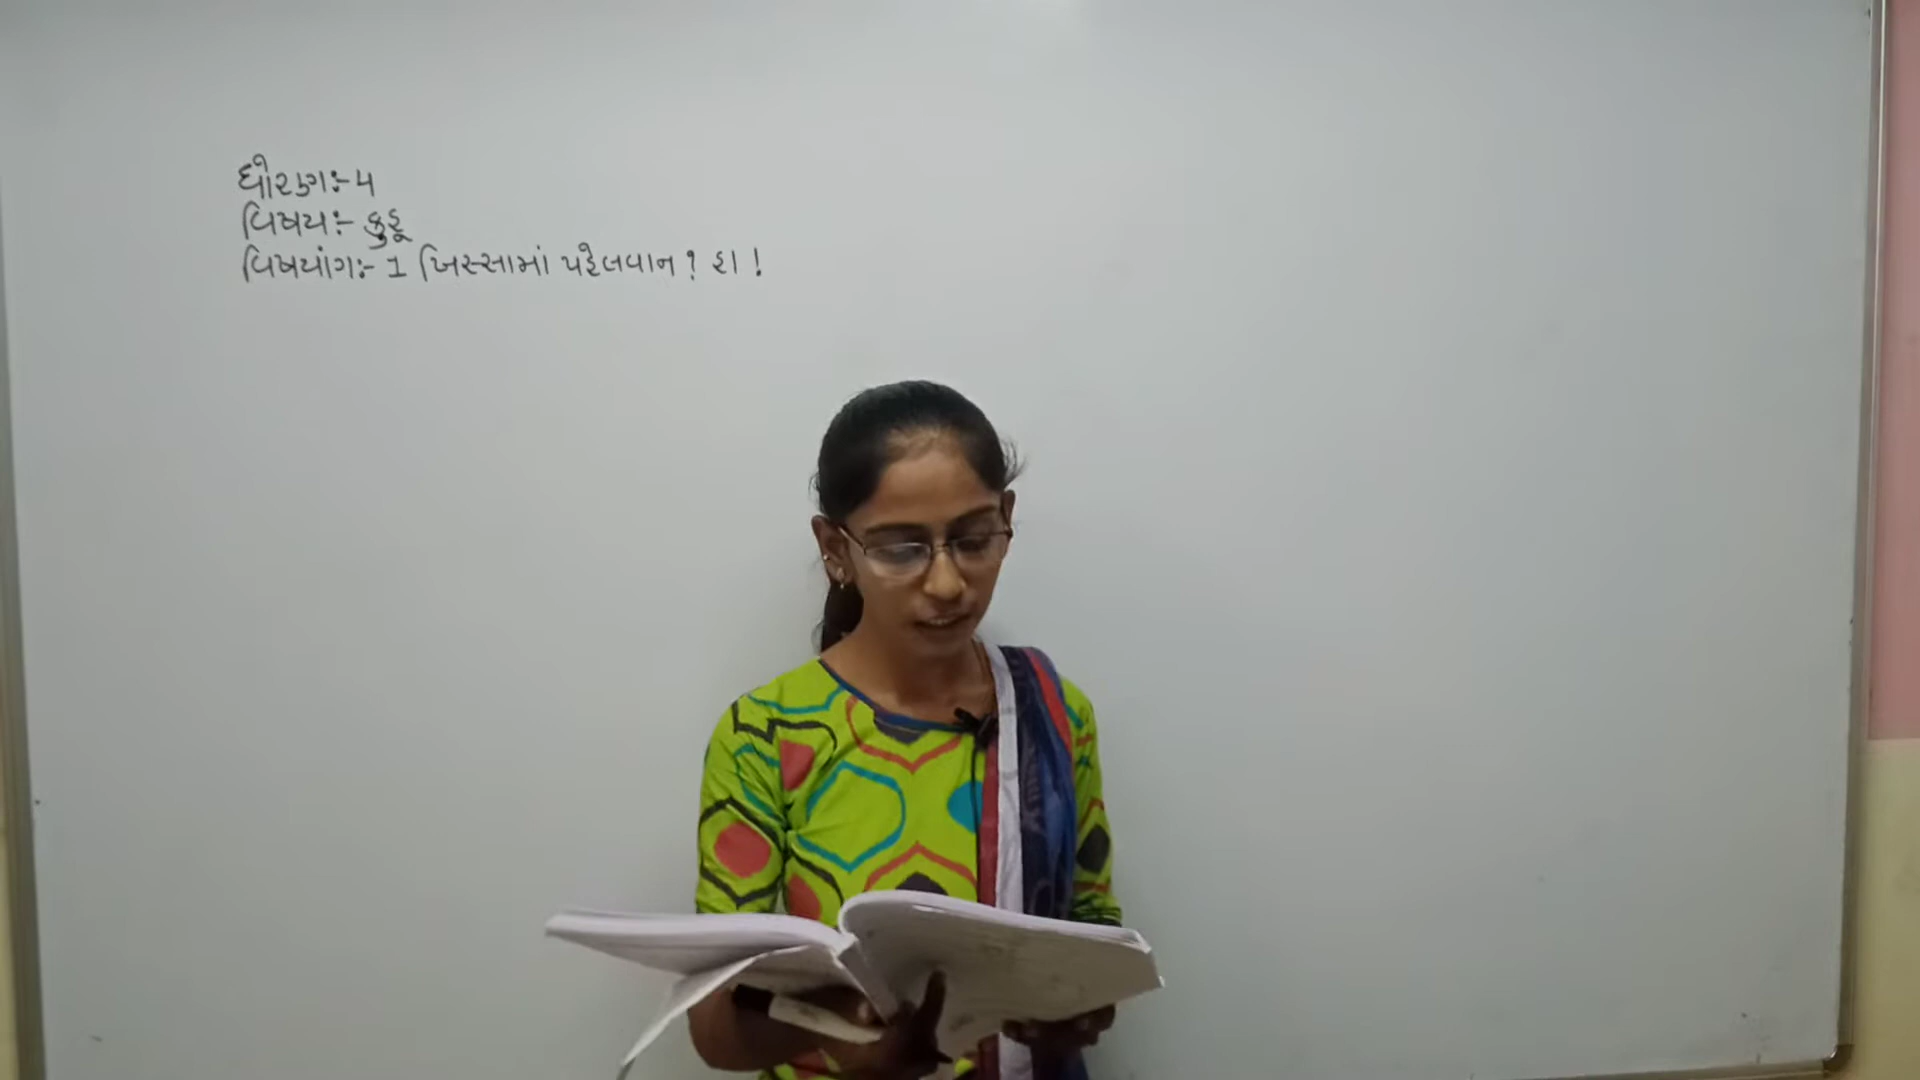 ધોરણ:- ૫
વિષય:- કુહૂ
વિષયાંગ:- 1 ખિસ્સામાં પહેલવાન ? હા !